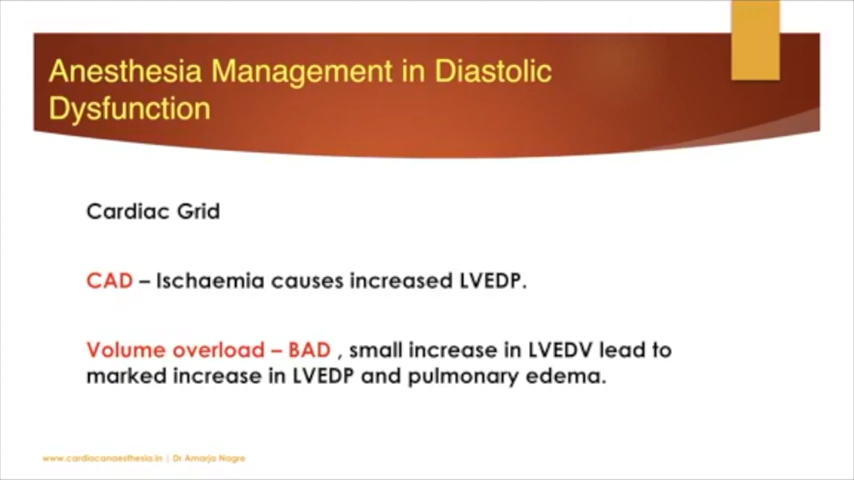 Anesthesia Management in Diastolic
Dysfunction
Cardiac Grid
CAD – Ischaemia causes increased LVEDP.
Volume overload – BAD , small increase in LVEDV lead to
marked increase in LVEDP and pulmonary edema.
www.cardiacanaesthesia.in | Dr Amarja Nagre